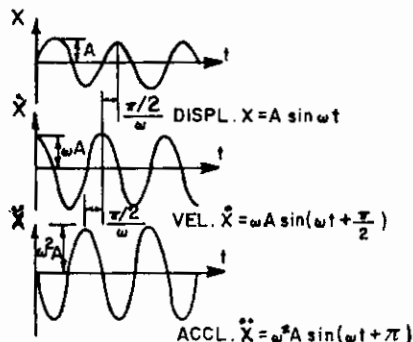 X
A
t
π/2
ω
DISPL. X = A sin ωt
Ẋ
ωA
t
π/2
ω
VEL. Ẋ = ωA sin(ωt + π/2)
Ẍ
ω²A
t
ACCL. Ẍ = ω²A sin(ωt + π)